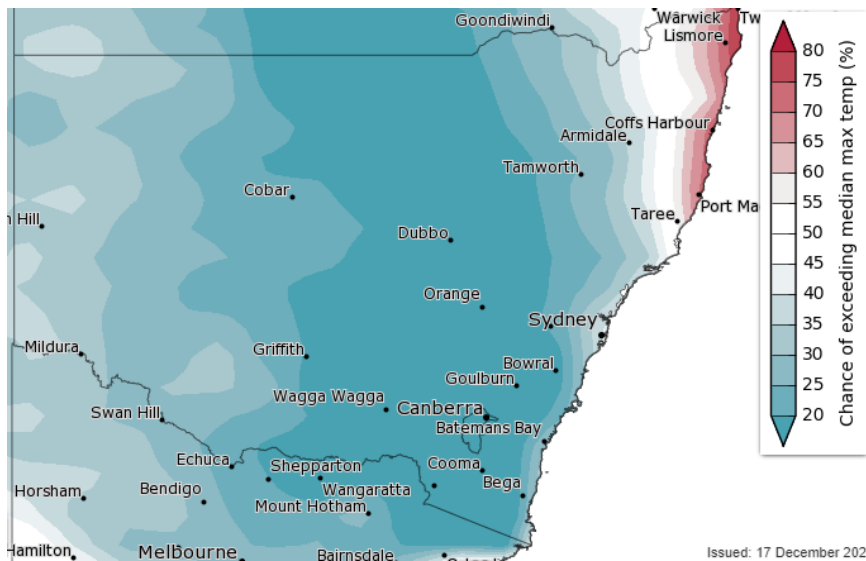 Goondiwindi
Warwick
Tw
Lismore
Coffs Harbour
Armidale
Tamworth
Cobar
n Hill
Port Ma
Taree
Dubbo
Orange
Sydney
Mildura
Griffith
Bowral
Goulburn
Wagga Wagga
Canberra
Swan Hill
Batemans Bay
Echuca
Shepparton
Cooma
Horsham
Bendigo
Wangaratta
Bega
Mount Hotham
Hamilton
Melbourne
Bairnsdale
80
75
70
65
60
55
50
45
40
35
30
25
20
Chance of exceeding median max temp (%)
Issued: 17 December 202